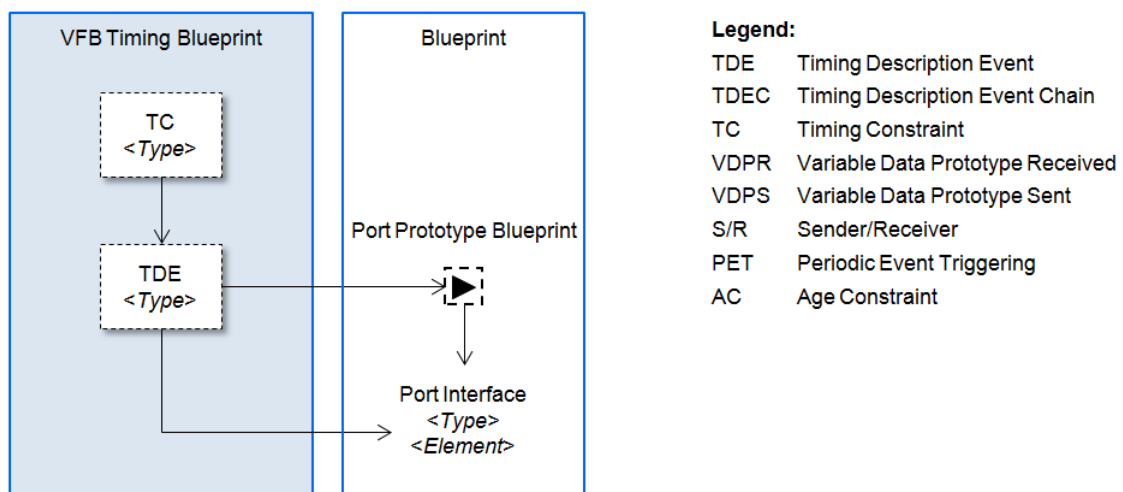 VFB Timing Blueprint
TC
<Type>
TDE
<Type>
Blueprint
Port Prototype Blueprint
Port Interface
<Type>
<Element>
Legend:
TDE Timing Description Event
TDEC Timing Description Event Chain
TC Timing Constraint
VDPR Variable Data Prototype Received
VDPS Variable Data Prototype Sent
S/R Sender/Receiver
PET Periodic Event Triggering
AC Age Constraint